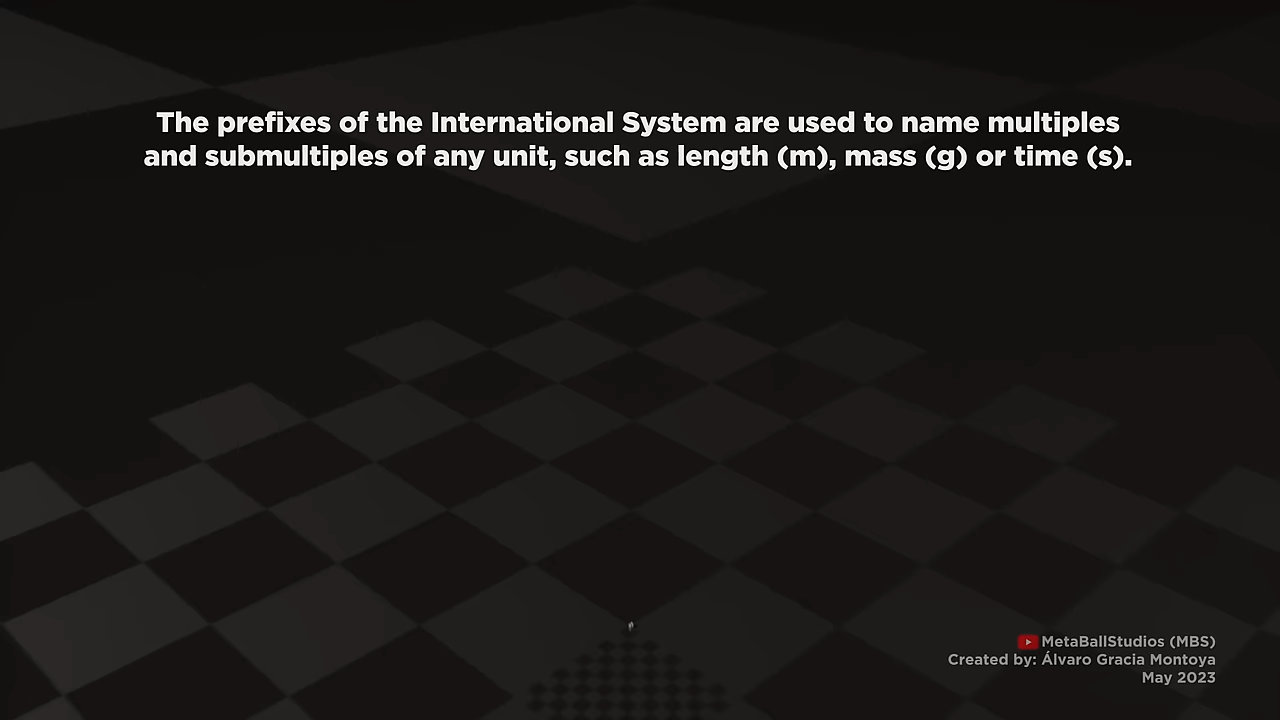 The prefixes of the International System are used to name multiples
and submultiples of any unit, such as length (m), mass (g) or time (s).
MetaBallStudios (MBS)
Created by: Álvaro Gracia Montoya
May 2023